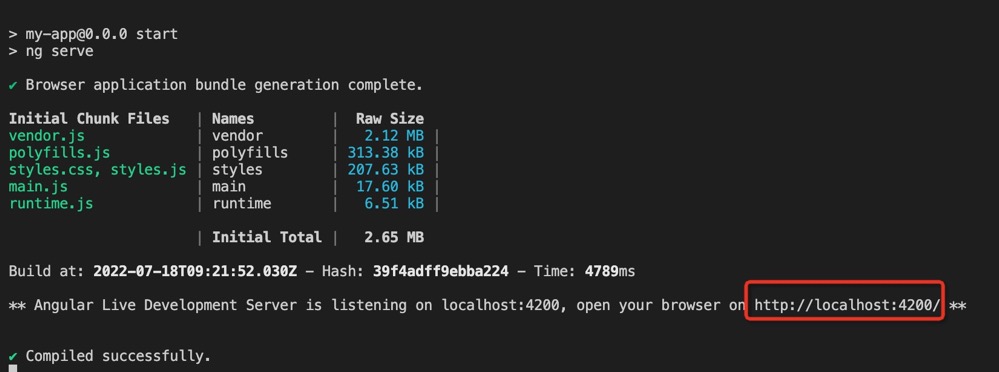 > my-app@0.0.0 start
> ng serve
✔ Browser application bundle generation complete.
Initial Chunk Files | Names | Raw Size
vendor.js | vendor | 2.12 MB |
polyfills.js | polyfills | 313.38 kB |
styles.css, styles.js | styles | 207.63 kB |
main.js | main | 17.60 kB |
runtime.js | runtime | 6.51 kB |
| Initial Total | 2.65 MB
Build at: 2022-07-18T09:21:52.030Z - Hash: 39f4adff9ebba224 - Time: 4789ms
** Angular Live Development Server is listening on localhost:4200, open your browser on http://localhost:4200/ **
✔ Compiled successfully.